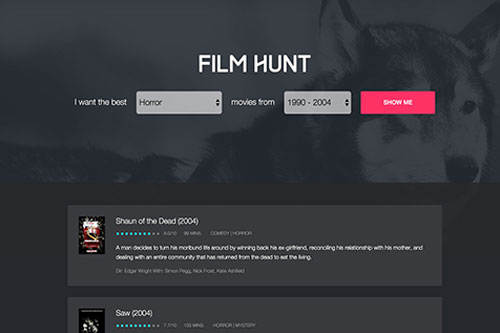 FILM HUNT
I want the best Horror movies from 1990 - 2004 SHOW ME
Shaun of the Dead (2004)
8.0/10 99 MINS. COMEDY | HORROR
A man decides to turn his moribund life around by winning back his ex-girlfriend, reconciling his relationship with his mother, and
dealing with an entire community that has returned from the dead to eat the living.
Dir: Edgar Wright With: Simon Pegg, Nick Frost, Kate Ashfield
Saw (2004)
7.7/10 103 MINS. HORROR | MYSTERY